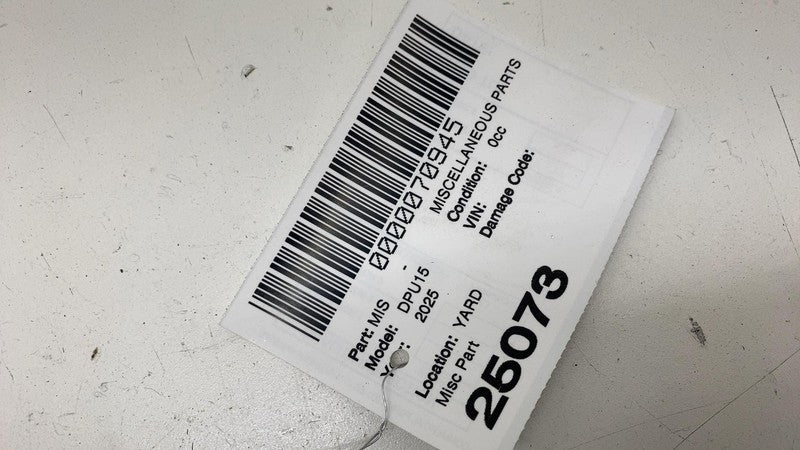 0000070945
Part: MIS - MISCELLANEOUS PARTS
Model: DPU15 Condition: 0cc
2025 VIN:
Damage Code:
Location: YARD
Misc Part
25073